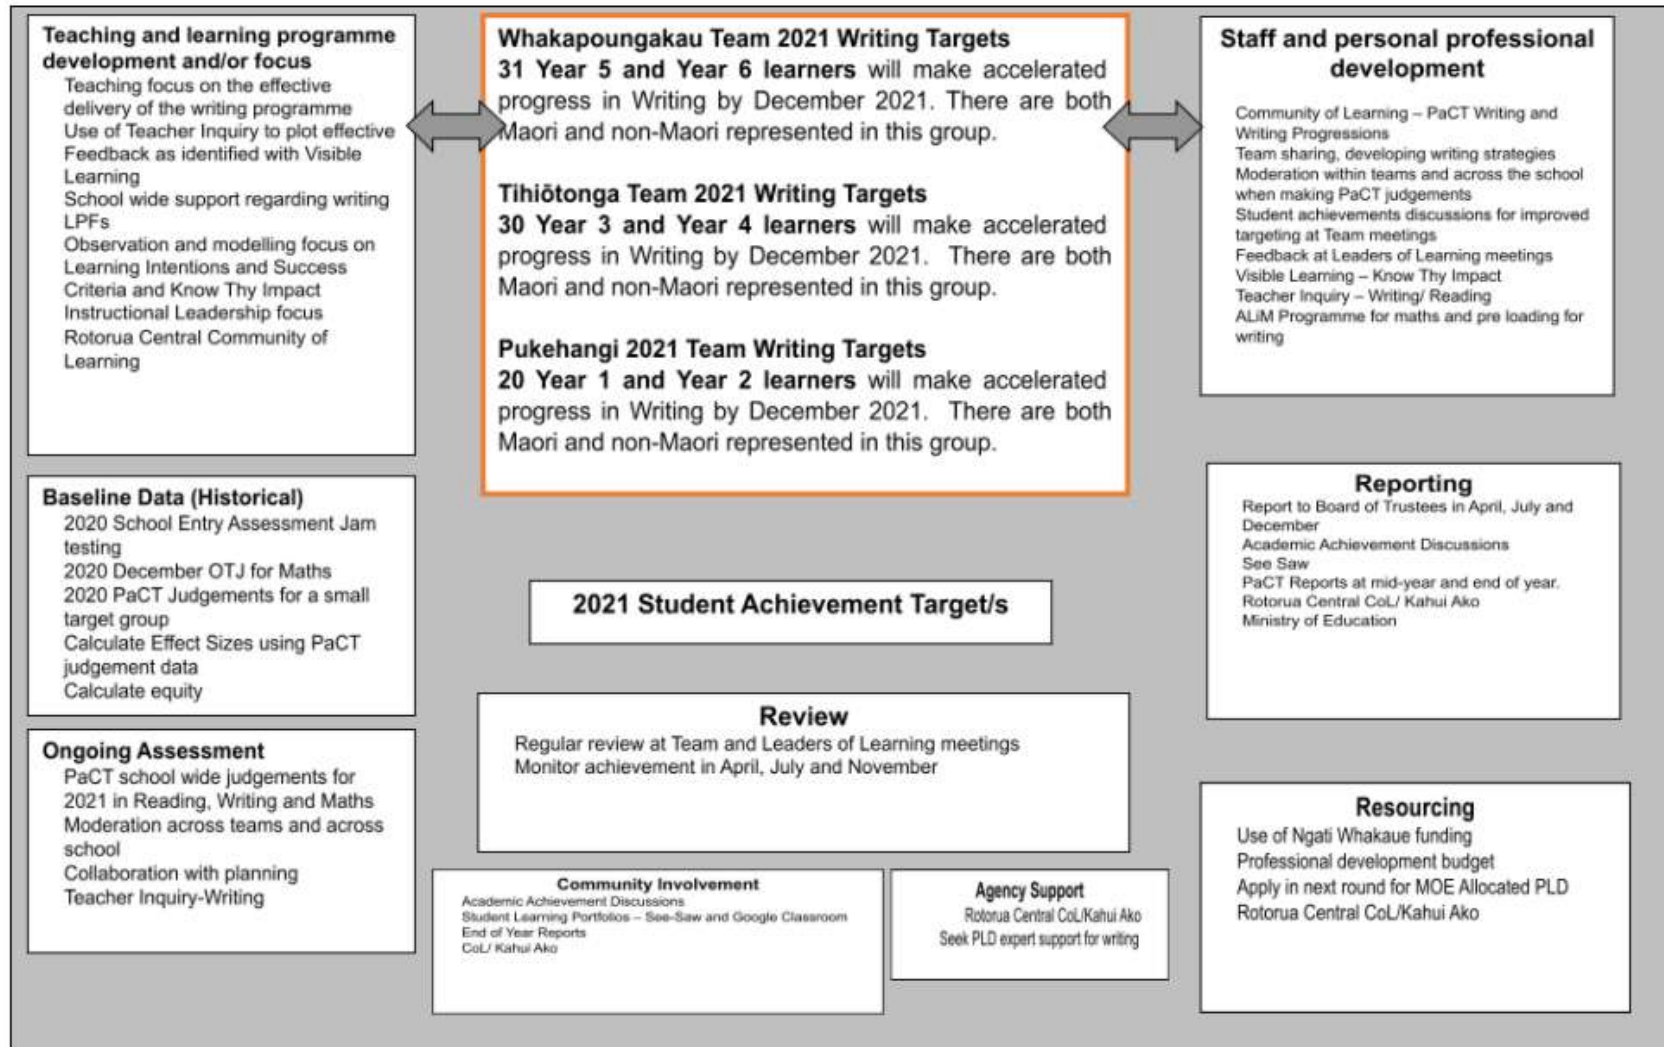 Teaching and learning programme
development and/or focus
Teaching focus on the effective
delivery of the writing programme
Use of Teacher Inquiry to plot effective
Feedback as identified with Visible
Learning
School wide support regarding writing
LPFs
Observation and modelling focus on
Learning Intentions and Success
Criteria and Know Thy Impact
Instructional Leadership focus
Rotorua Central Community of
Learning
Whakapoungakau Team 2021 Writing Targets
31 Year 5 and Year 6 learners will make accelerated
progress in Writing by December 2021. There are both
Maori and non-Maori represented in this group.
Tihiōtonga Team 2021 Writing Targets
30 Year 3 and Year 4 learners will make accelerated
progress in Writing by December 2021. There are both
Maori and non-Maori represented in this group.
Pukehangi 2021 Team Writing Targets
20 Year 1 and Year 2 learners will make accelerated
progress in Writing by December 2021. There are both
Maori and non-Maori represented in this group.
Staff and personal professional
development
Community of Learning – PaCT Writing and
Writing Progressions
Team sharing, developing writing strategies
Moderation within teams and across the school
when making PaCT judgements
Student achievements discussions for improved
targeting at Team meetings
Feedback at Leaders of Learning meetings
Visible Learning – Know Thy Impact
Teacher Inquiry – Writing/ Reading
ALiM Programme for maths and pre loading for
writing
Baseline Data (Historical)
2020 School Entry Assessment Jam
testing
2020 December OTJ for Maths
2020 PaCT Judgements for a small
target group
Calculate Effect Sizes using PaCT
judgement data
Calculate equity
2021 Student Achievement Target/s
Reporting
Report to Board of Trustees in April, July and
December
Academic Achievement Discussions
See Saw
PaCT Reports at mid-year and end of year.
Rotorua Central CoL/ Kahui Ako
Ministry of Education
Ongoing Assessment
PaCT school wide judgements for
2021 in Reading, Writing and Maths
Moderation across teams and across
school
Collaboration with planning
Teacher Inquiry-Writing
Review
Regular review at Team and Leaders of Learning meetings
Monitor achievement in April, July and November
Community Involvement
Academic Achievement Discussions
Student Learning Portfolios – See-Saw and Google Classroom
End of Year Reports
CoL/ Kahui Ako
Agency Support
Rotorua Central CoL/Kahui Ako
Seek PLD expert support for writing
Resourcing
Use of Ngati Whakaue funding
Professional development budget
Apply in next round for MOE Allocated PLD
Rotorua Central CoL/Kahui Ako